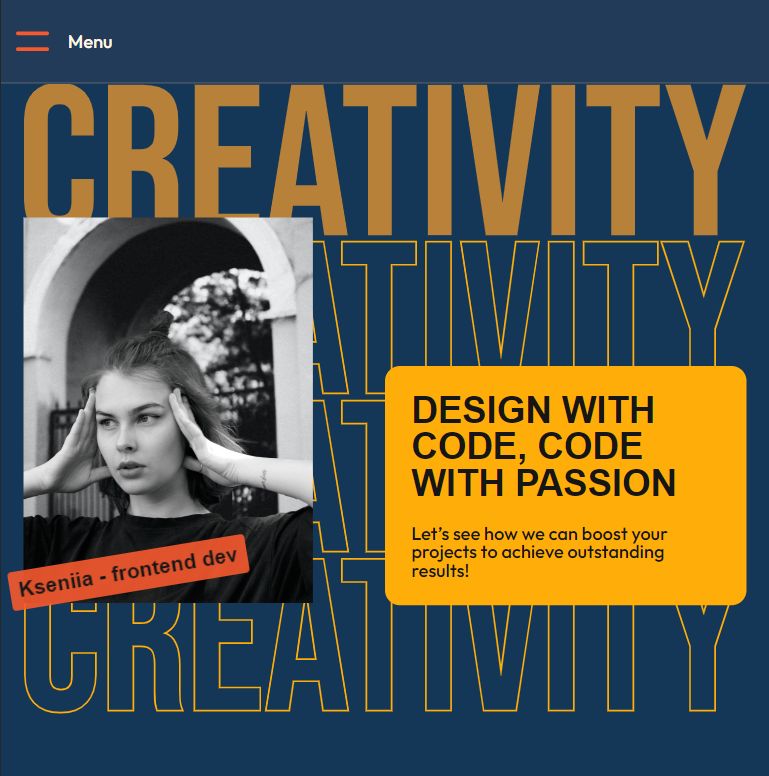 Menu
CREATIVITY
CREATIVITY
CREATIVITY
CREATIVITY
DESIGN WITH
CODE, CODE
WITH PASSION
Let’s see how we can boost your
projects to achieve outstanding
results!
Kseniia - frontend dev